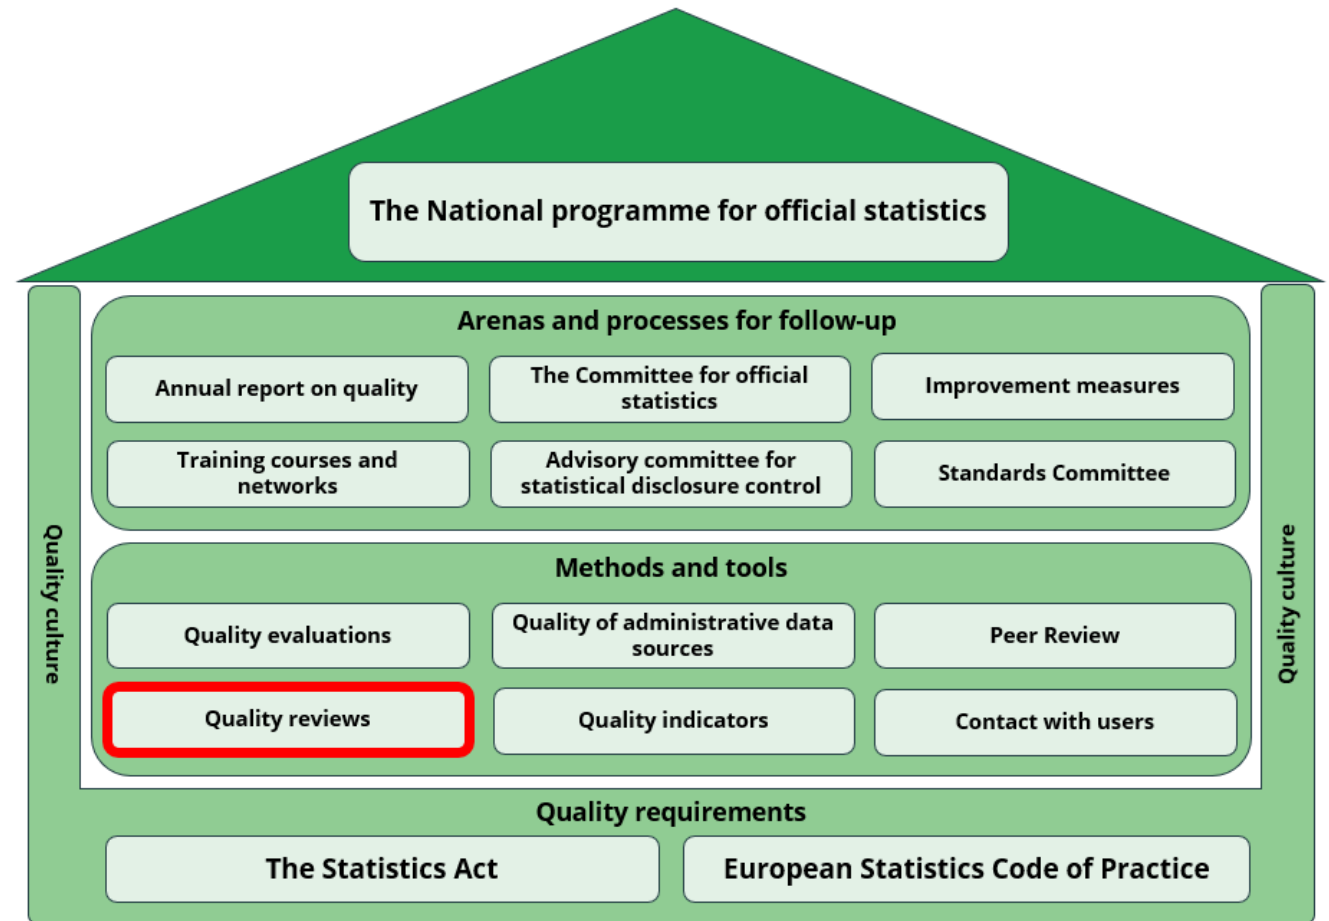 The National programme for official statistics
Arenas and processes for follow-up
Annual report on quality
The Committee for official
statistics
Improvement measures
Training courses and
networks
Advisory committee for
statistical disclosure control
Standards Committee
Quality culture
Quality culture
Methods and tools
Quality evaluations
Quality of administrative data
sources
Peer Review
Quality reviews
Quality indicators
Contact with users
Quality requirements
The Statistics Act
European Statistics Code of Practice